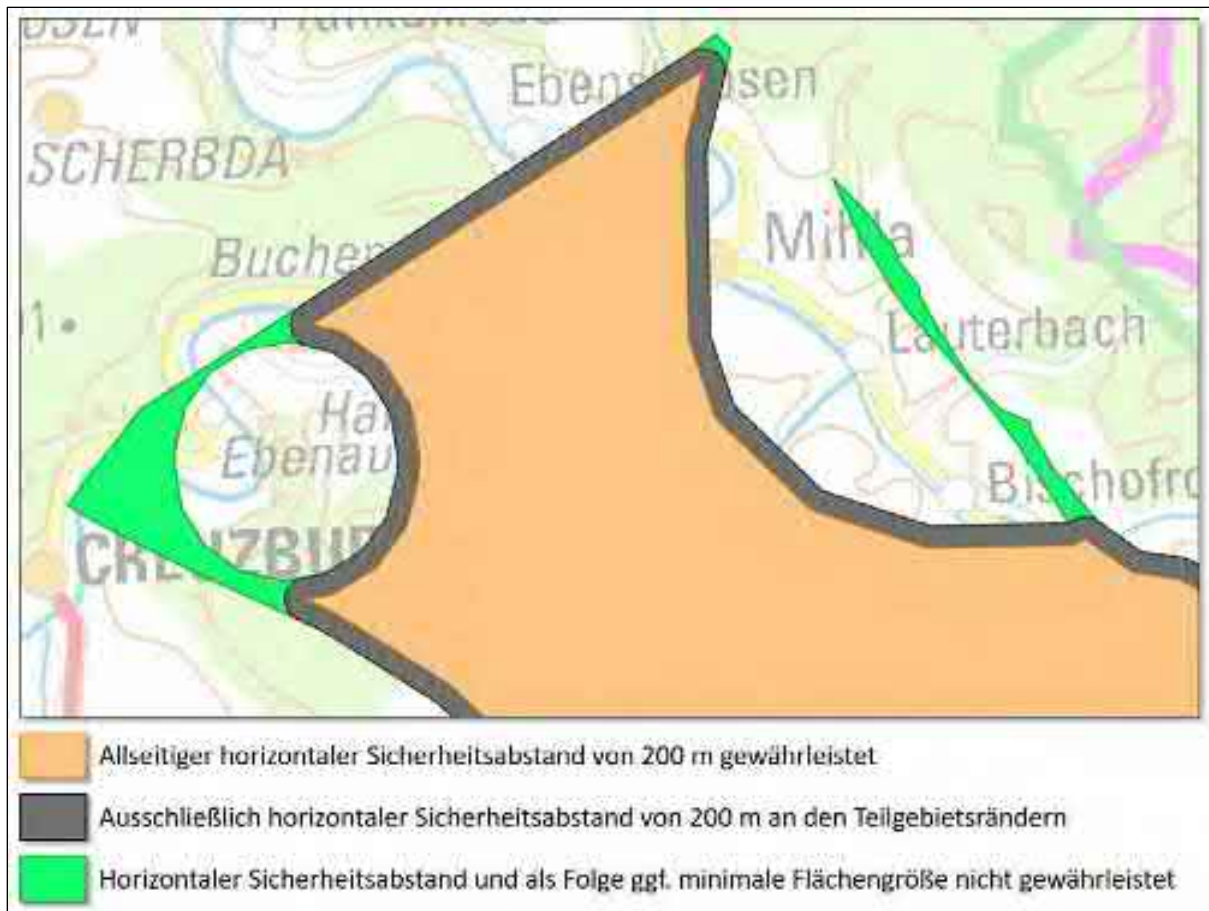 SCHERBDA
Mihla
Lauterbach
Ebenau
Allseitiger horizontaler Sicherheitsabstand von 200 m gewährleistet
Ausschließlich horizontaler Sicherheitsabstand von 200 m an den Teilgebietsrändern
Horizontaler Sicherheitsabstand und als Folge ggf. minimale Flächengröße nicht gewährleistet